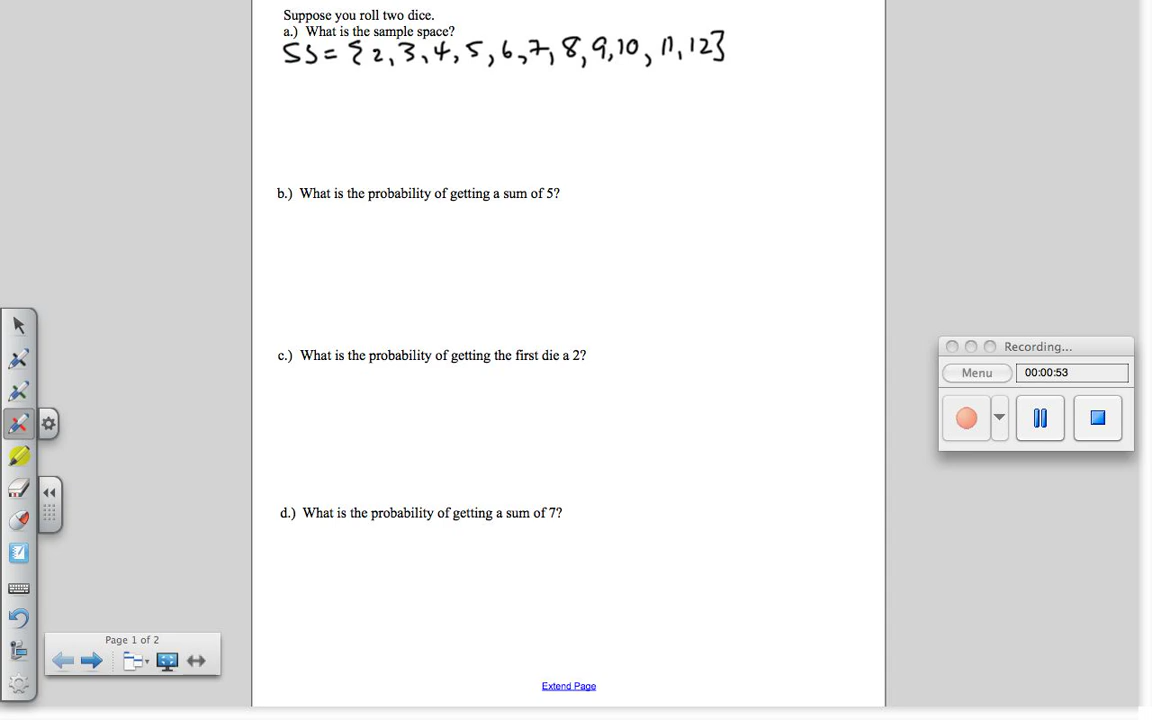 Suppose you roll two dice.
a.) What is the sample space?
SS = {2,3,4,5,6,7,8,9,10,11,12}
b.) What is the probability of getting a sum of 5?
c.) What is the probability of getting the first die a 2?
d.) What is the probability of getting a sum of 7?
Extend Page
Page 1 of 2
Recording...
Menu
00:00:53